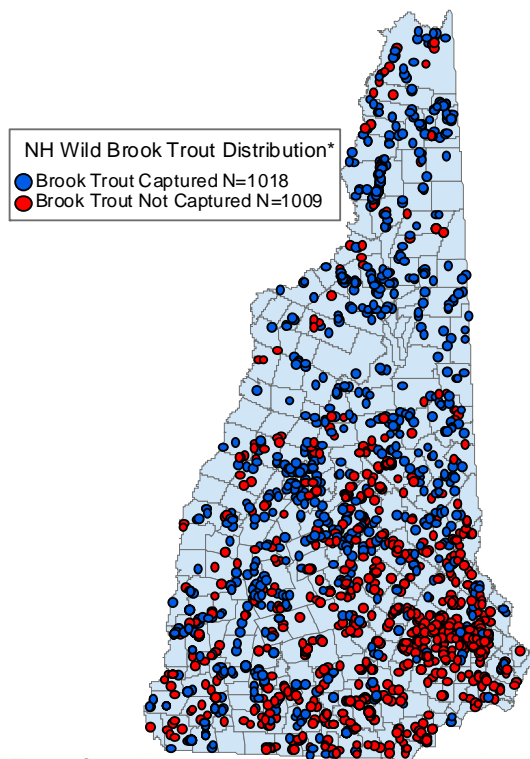 NH Wild Brook Trout Distribution*
Brook Trout Captured N=1018
Brook Trout Not Captured N=1009